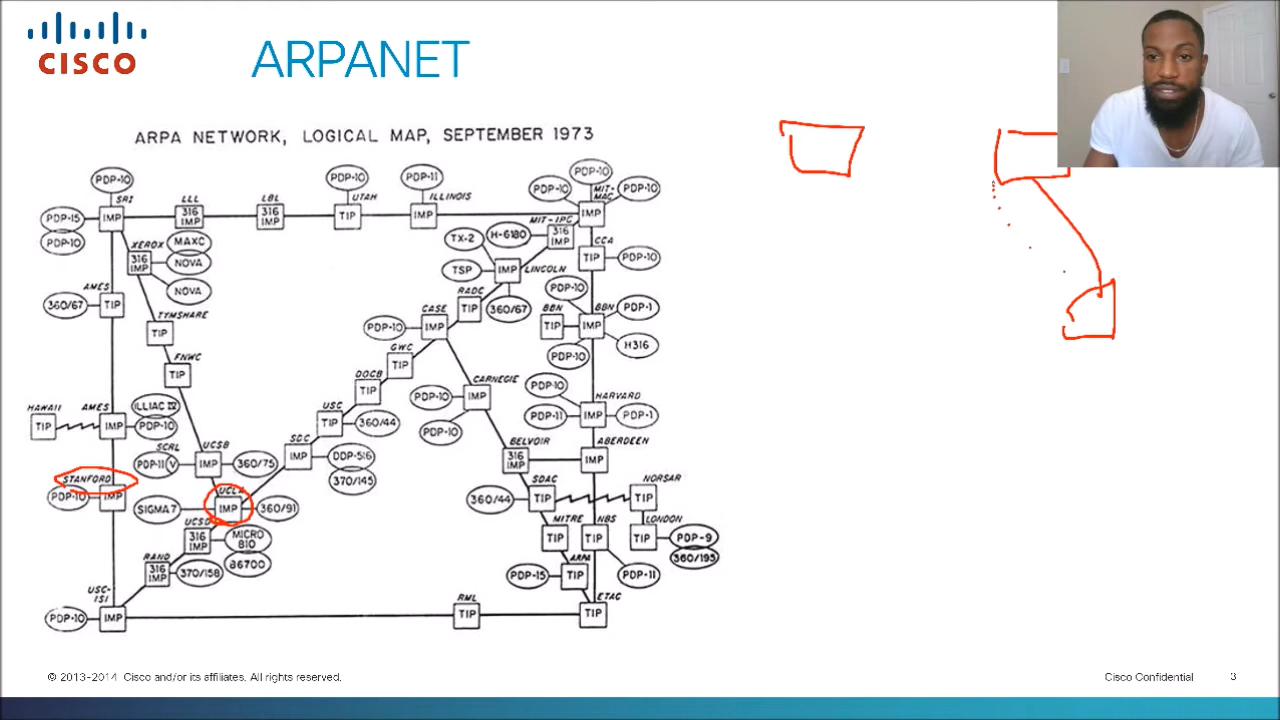 CISCO
ARPANET
ARPA NETWORK, LOGICAL MAP, SEPTEMBER 1973
PDP-10
PDP-10
PDP-11
PDP-10
PDP-10
MIT-MAC
PDP-10
SRI
LLL
LBL
UTAH
ILLINOIS
PDP-15
IMP
316 IMP
316 IMP
TIP
IMP
IMP
PDP-10
XEROX
MAXC
TX-2
H-6180
MIT-IPC
316 IMP
CCA
316 IMP
NOVA
TSP
IMP
LINCOLN
TIP
PDP-10
NOVA
AMES
RADC
PDP-10
360/67
TIP
TIP
360/67
BBN
BBN
PDP-1
TYMSHARE
CASE
TIP
IMP
TIP
PDP-10
IMP
PDP-10
H316
FNWC
GWC
TIP
TIP
DOCB
CARNEGIE
PDP-10
TIP
PDP-10
IMP
HARVARD
HAWAII
AMES
ILLIAC IV
USC
PDP-11
IMP
PDP-1
TIP
IMP
PDP-10
TIP
360/44
PDP-10
SCRL
UCSB
SDC
BELVOIR
ABERDEEN
PDP-11 V
IMP
360/75
IMP
DDP-516
316 IMP
IMP
STANFORD
370/145
SDAC
NORSAR
PDP-10
IMP
UCLA
360/44
TIP
TIP
SIGMA 7
IMP
360/91
UCSD
MITRE
NBS
LONDON
316 IMP
MICRO 810
TIP
TIP
TIP
PDP-9
RAND
B6700
ARPA
360/195
316 IMP
370/158
PDP-15
TIP
PDP-11
USC-ISI
RML
ETAC
PDP-10
IMP
TIP
TIP
© 2013-2014 Cisco and/or its affiliates. All rights reserved.
Cisco Confidential
3